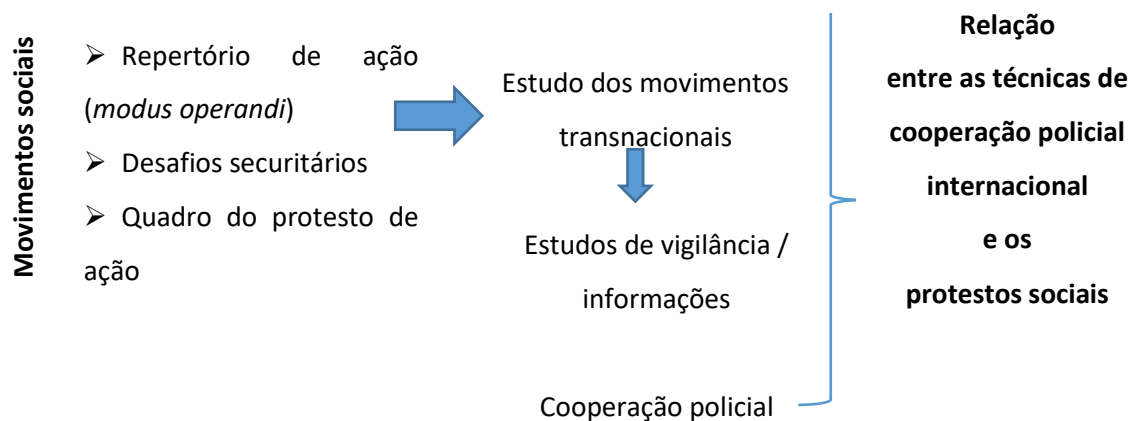 Movimentos sociais
➢ Repertório de ação
(modus operandi)
➢ Desafios securitários
➢ Quadro do protesto de
ação
Estudo dos movimentos
transnacionais
Estudos de vigilância /
informações
Cooperação policial
Relação
entre as técnicas de
cooperação policial
internacional
e os
protestos sociais